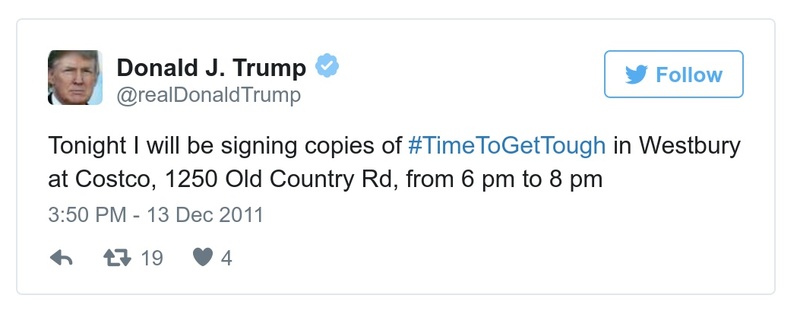 Donald J. Trump
@realDonaldTrump
Follow
Tonight I will be signing copies of #TimeToGetTough in Westbury
at Costco, 1250 Old Country Rd, from 6 pm to 8 pm
3:50 PM - 13 Dec 2011
19 4